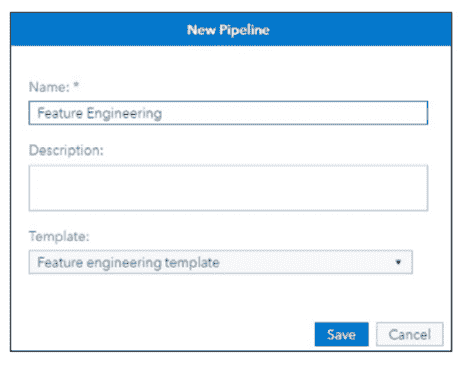 New Pipeline
Name: *
Feature Engineering
Description:
Template:
Feature engineering template
Save Cancel